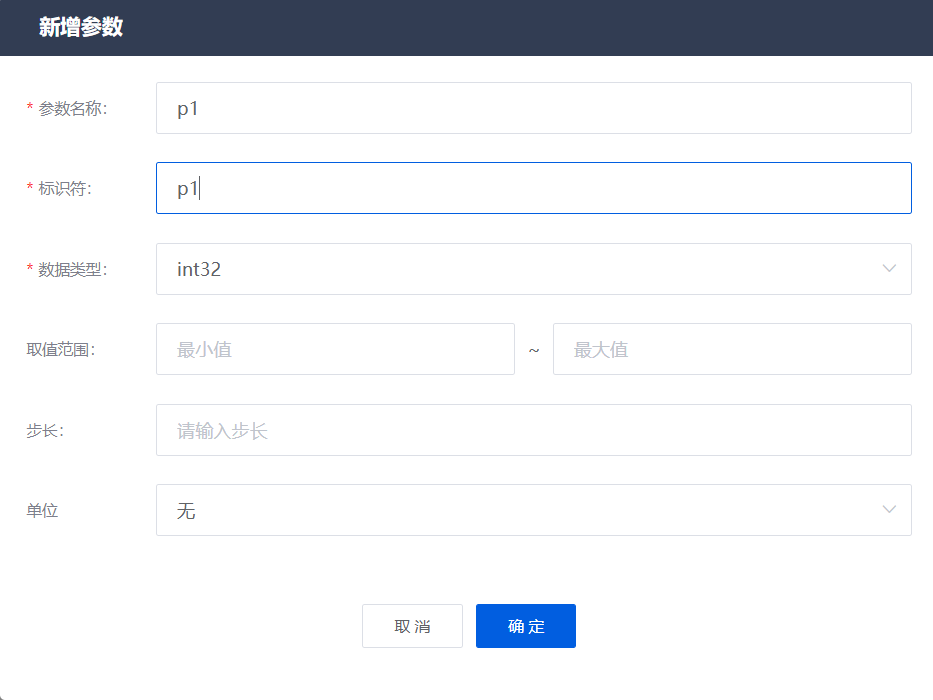 新增参数
* 参数名称: p1
* 标识符: p1
* 数据类型: int32
取值范围: 最小值 ~ 最大值
步长: 请输入步长
单位 无
取 消 确 定